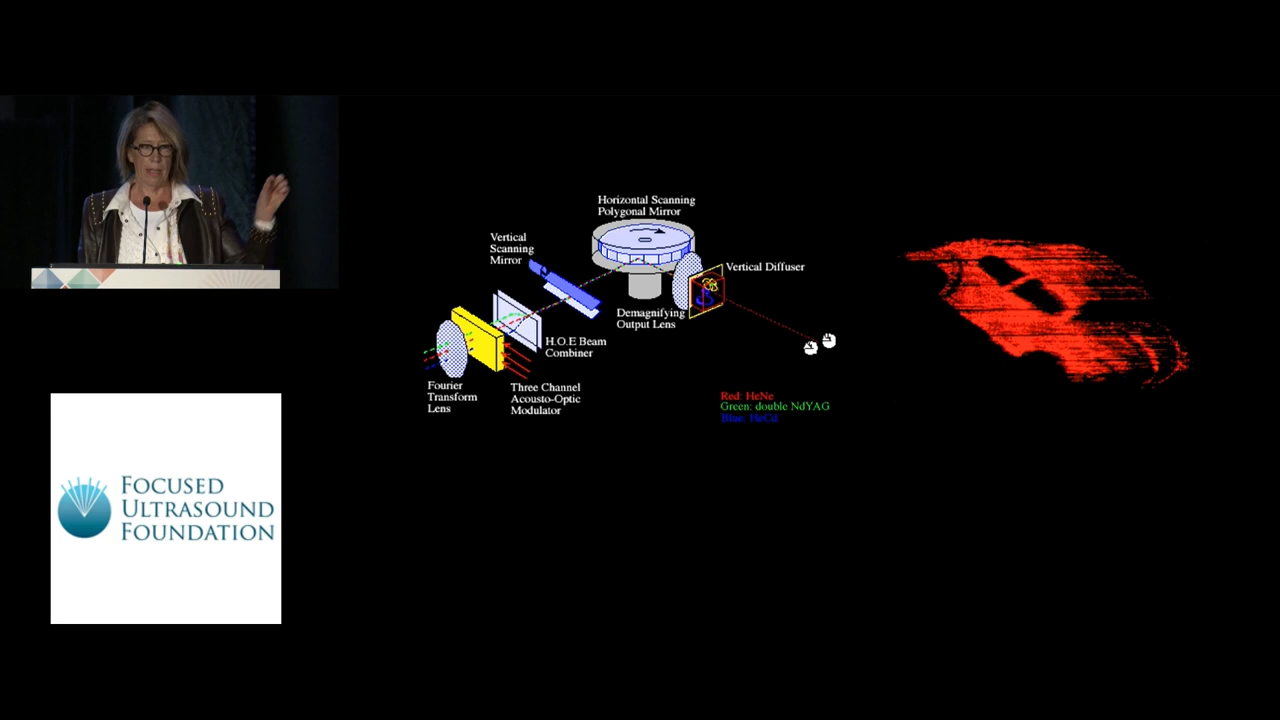 Horizontal Scanning
Polygonal Mirror
Vertical
Scanning
Mirror
Vertical Diffuser
Demagnifying
Output Lens
H.O.E Beam
Combiner
Fourier
Transform
Lens
Three Channel
Acousto-Optic
Modulator
Red: HeNe
Green: double NdYAG
Blue: HeCd
FOCUSED
ULTRASOUND
FOUNDATION